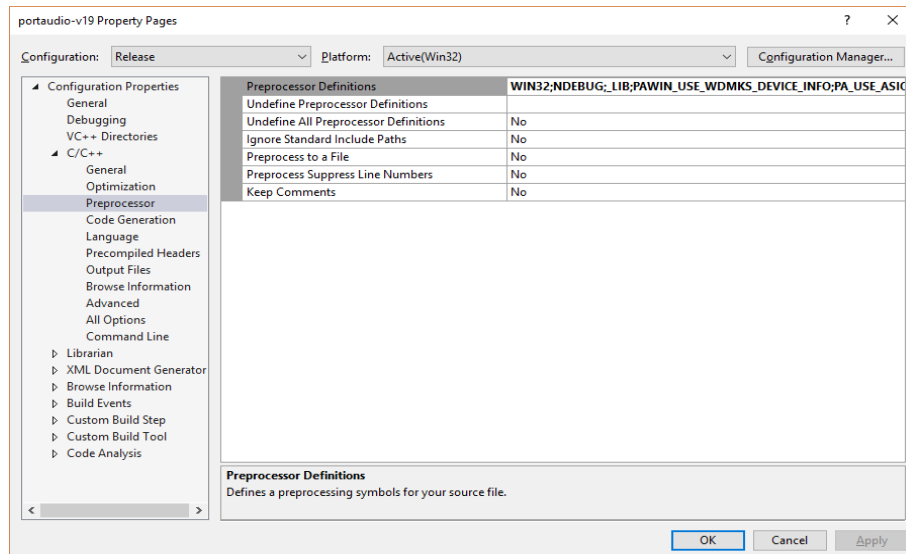 portaudio-v19 Property Pages
? ×
Configuration: Release Platform: Active(Win32) Configuration Manager...
Configuration Properties
General
Debugging
VC++ Directories
C/C++
General
Optimization
Preprocessor
Code Generation
Language
Precompiled Headers
Output Files
Browse Information
Advanced
All Options
Command Line
Librarian
XML Document Generator
Browse Information
Build Events
Custom Build Step
Custom Build Tool
Code Analysis
Preprocessor Definitions WIN32;NDEBUG;_LIB;PAWIN_USE_WDMKS_DEVICE_INFO;PA_USE_ASIO
Undefine Preprocessor Definitions
Undefine All Preprocessor Definitions No
Ignore Standard Include Paths No
Preprocess to a File No
Preprocess Suppress Line Numbers No
Keep Comments No
Preprocessor Definitions
Defines a preprocessing symbols for your source file.
OK Cancel Apply